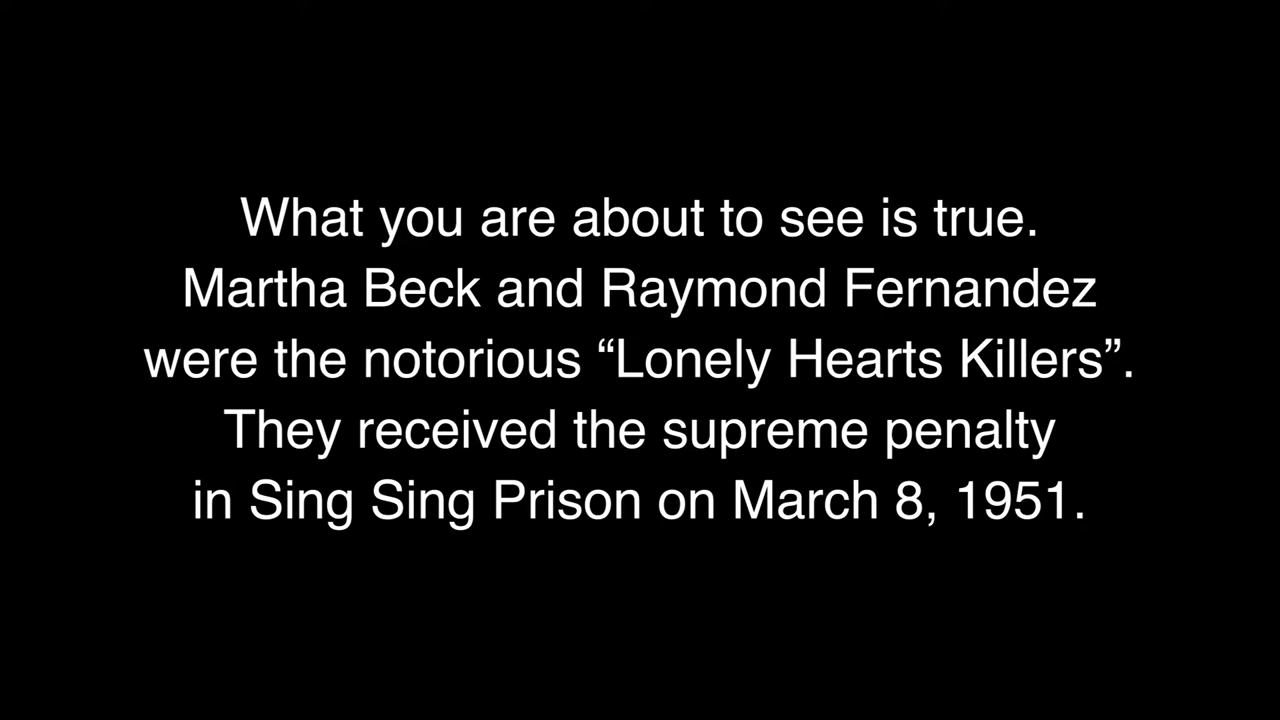 What you are about to see is true.
Martha Beck and Raymond Fernandez
were the notorious “Lonely Hearts Killers”.
They received the supreme penalty
in Sing Sing Prison on March 8, 1951.